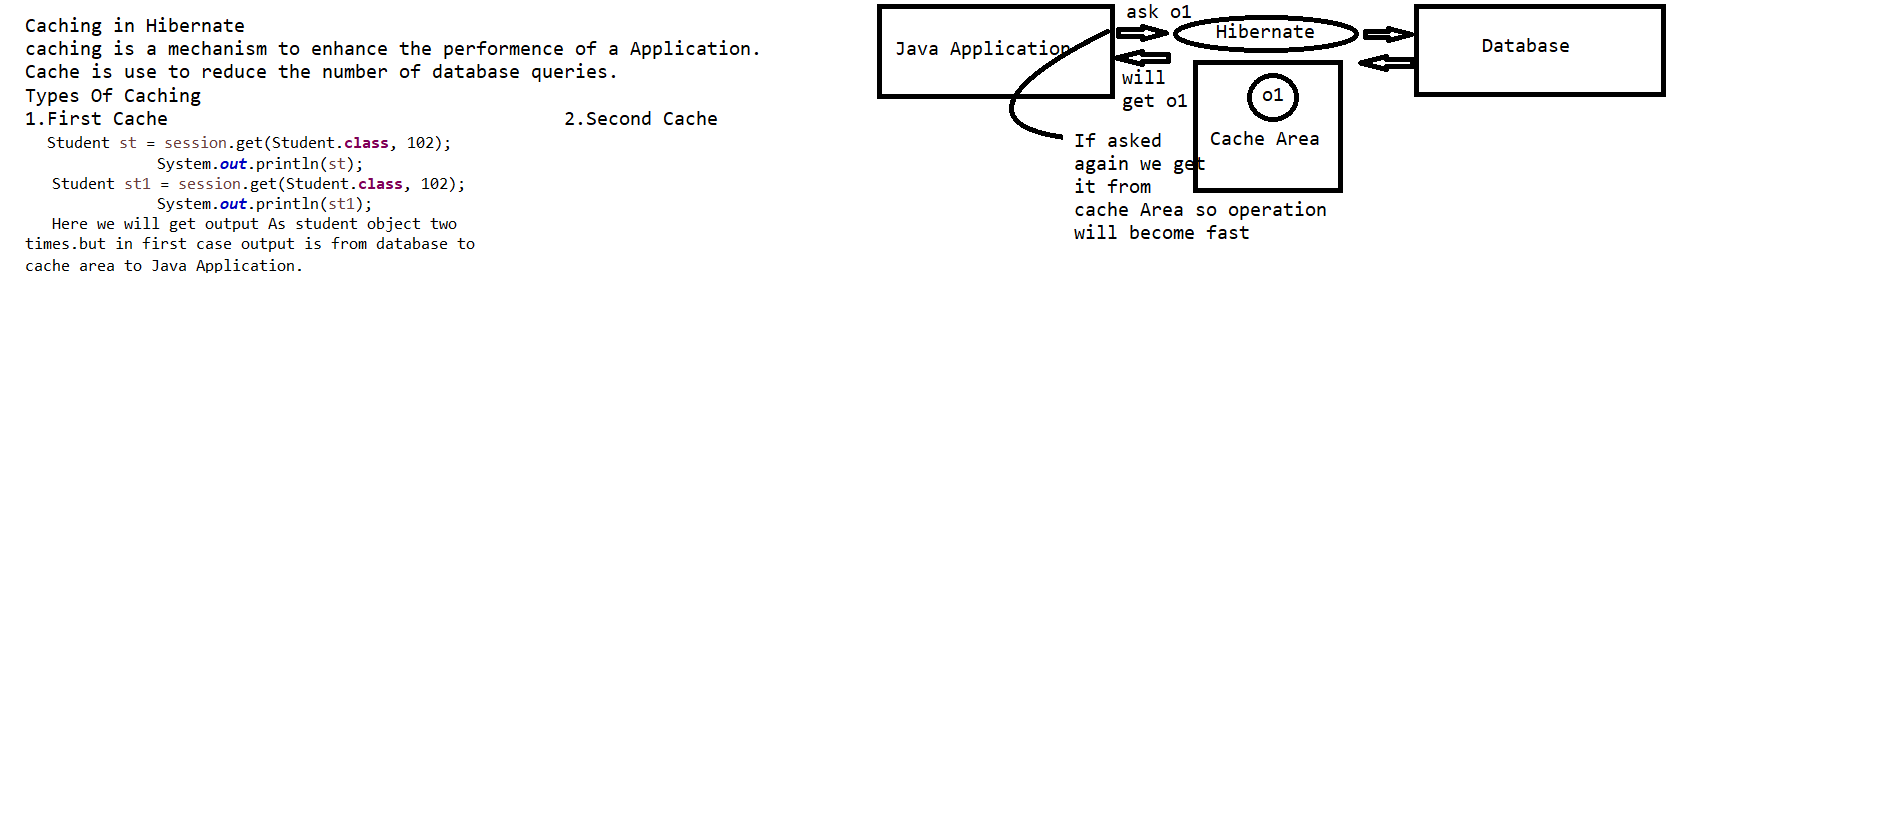 Caching in Hibernate
caching is a mechanism to enhance the performence of a Application.
Cache is use to reduce the number of database queries.
Types Of Caching
1.First Cache
2.Second Cache
Student st = session.get(Student.class, 102);
System.out.println(st);
Student st1 = session.get(Student.class, 102);
System.out.println(st1);
Here we will get output As student object two
times.but in first case output is from database to
cache area to Java Application.
Java Application
ask o1
Hibernate
Database
will
get o1
o1
Cache Area
If asked
again we get
it from
cache Area so operation
will become fast